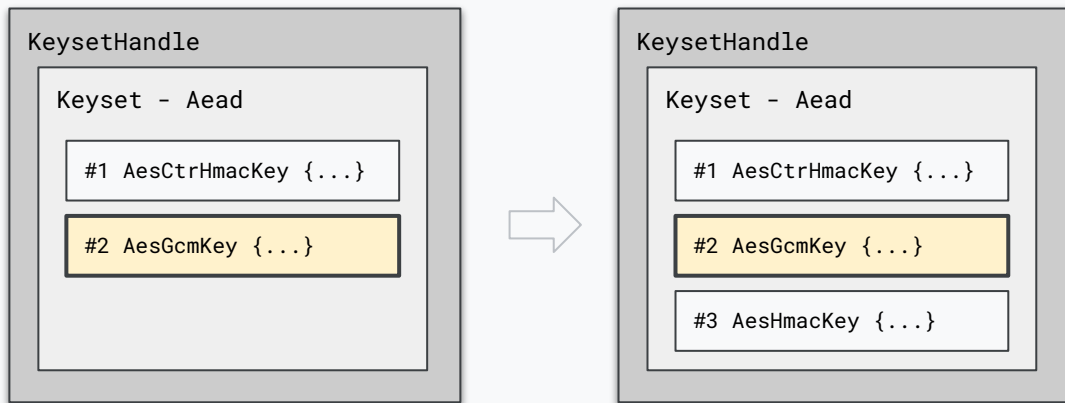 KeysetHandle
Keyset - Aead
#1 AesCtrHmacKey {...}
#2 AesGcmKey {...}
KeysetHandle
Keyset - Aead
#1 AesCtrHmacKey {...}
#2 AesGcmKey {...}
#3 AesHmacKey {...}